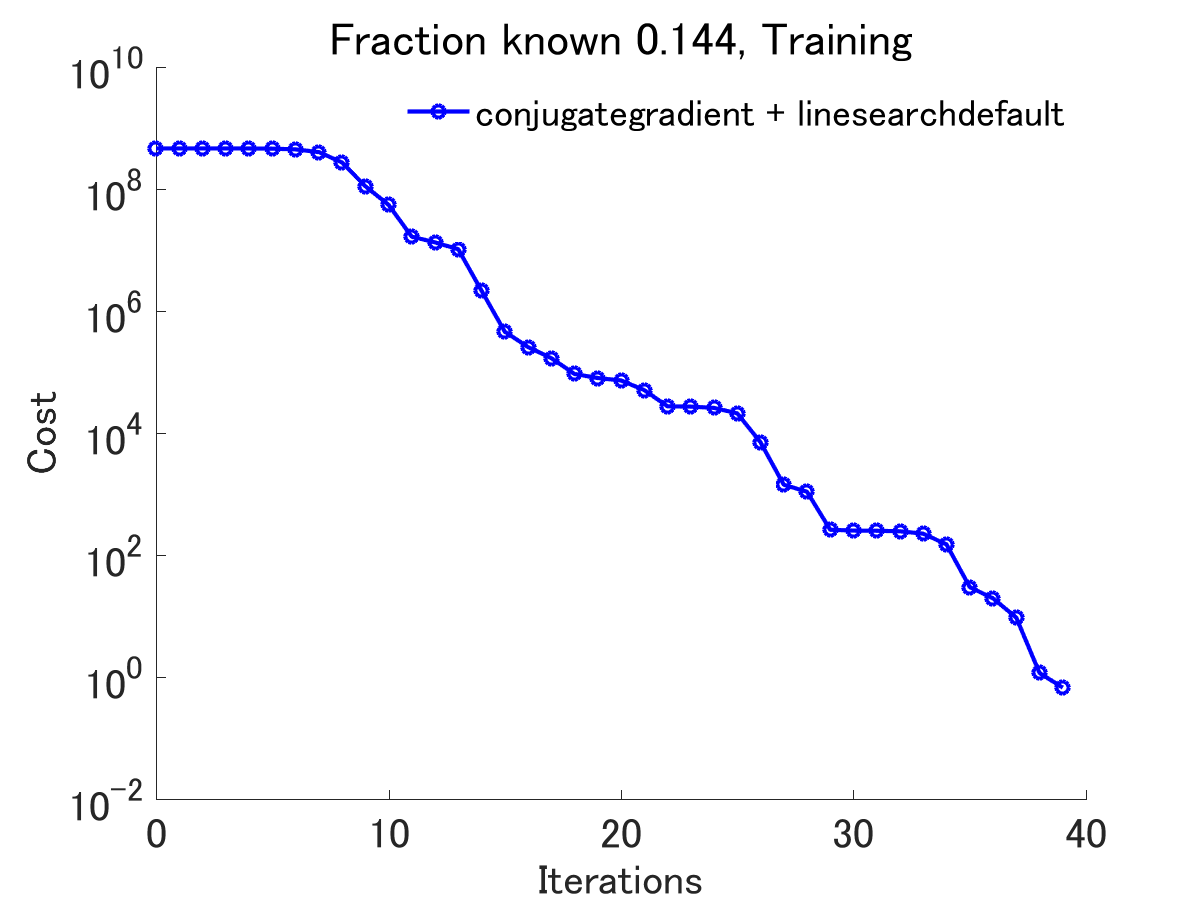 Fraction known 0.144, Training
conjugategradient + linesearchdefault
10^10
10^8
10^6
10^4
10^2
10^0
10^-2
Cost
0 10 20 30 40
Iterations